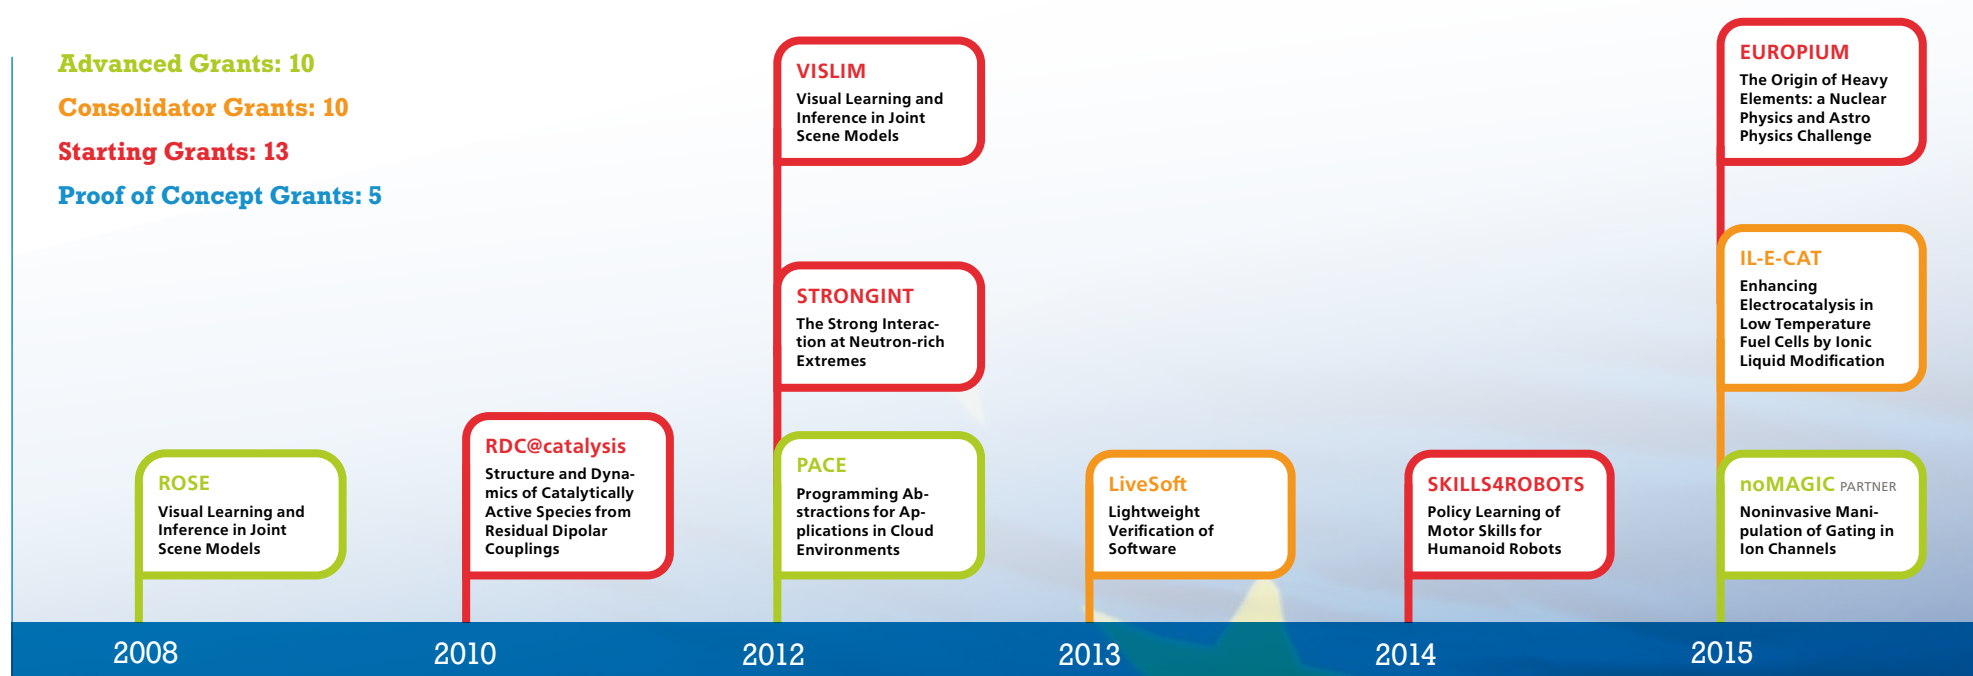 Advanced Grants: 10
Consolidator Grants: 10
Starting Grants: 13
Proof of Concept Grants: 5
ROSE
Visual Learning and
Inference in Joint
Scene Models
RDC@catalysis
Structure and Dyna-
mics of Catalytically
Active Species from
Residual Dipolar
Couplings
VISLIM
Visual Learning and
Inference in Joint
Scene Models
STRONGINT
The Strong Interac-
tion at Neutron-rich
Extremes
PACE
Programming Ab-
stractions for Ap-
plications in Cloud
Environments
LiveSoft
Lightweight
Verification of
Software
SKILLS4ROBOTS
Policy Learning of
Motor Skills for
Humanoid Robots
EUROPIUM
The Origin of Heavy
Elements: a Nuclear
Physics and Astro
Physics Challenge
IL-E-CAT
Enhancing
Electrocatalysis in
Low Temperature
Fuel Cells by Ionic
Liquid Modification
noMAGIC PARTNER
Noninvasive Mani-
pulation of Gating in
Ion Channels
2008
2010
2012
2013
2014
2015